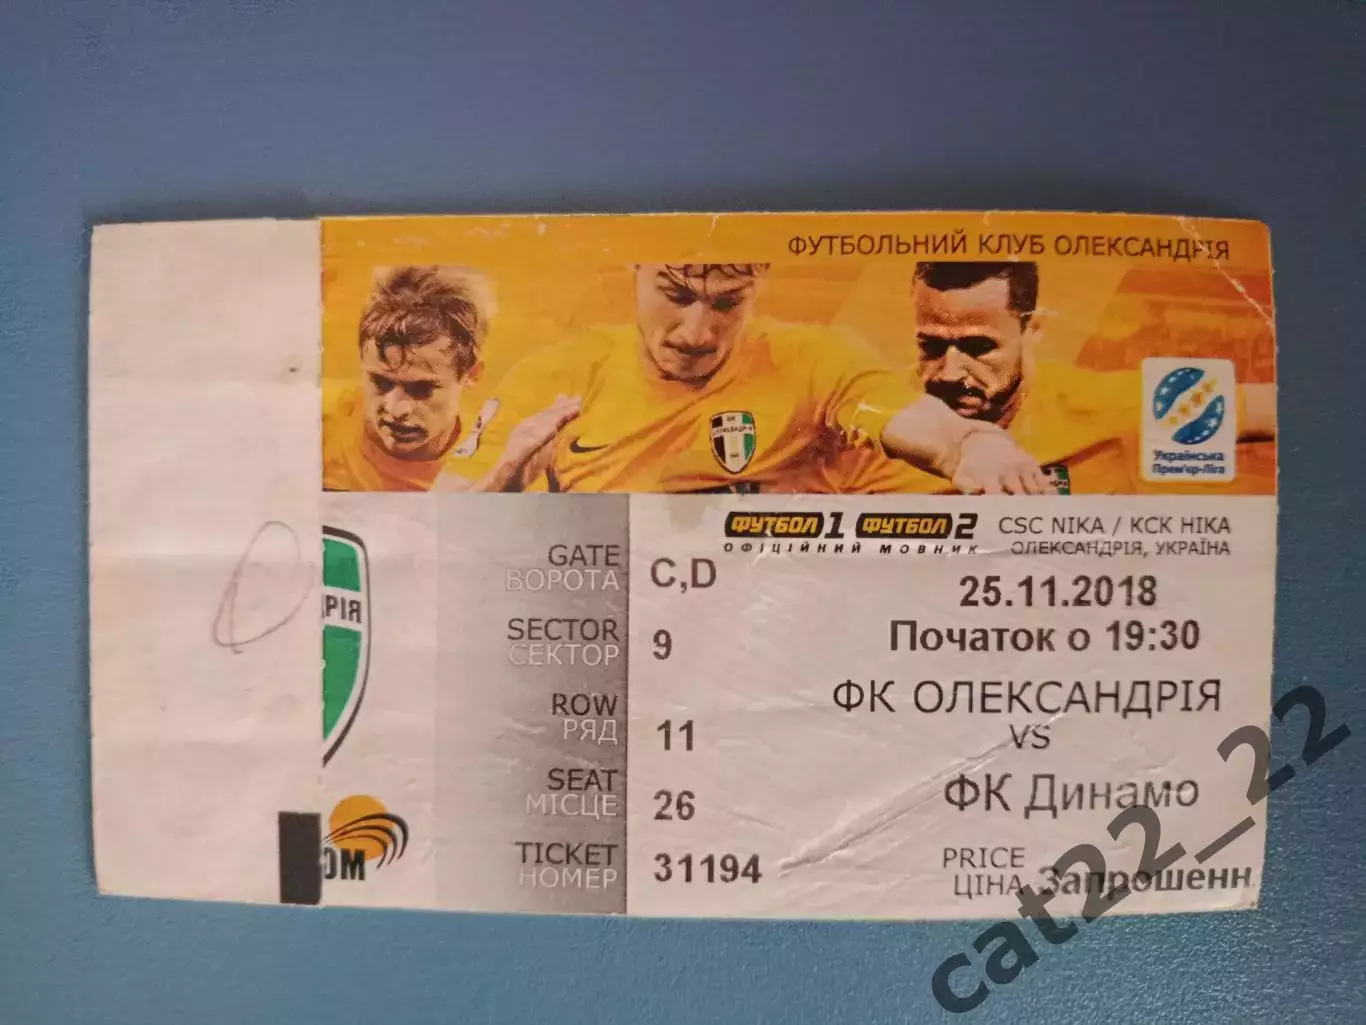 ФУТБОЛЬНИЙ КЛУБ ОЛЕКСАНДРІЯ
Українська
Прем'єр-Ліга
ФУТБОЛ 1 ФУТБОЛ 2
ОФІЦІЙНИЙ МОВНИК
CSC NIKA / КСК НІКА
ОЛЕКСАНДРІЯ, УКРАЇНА
GATE
ВОРОТА
C,D
SECTOR
СЕКТОР
9
ROW
РЯД
11
SEAT
МІСЦЕ
26
TICKET
НОМЕР
31194
25.11.2018
Початок о 19:30
ФК ОЛЕКСАНДРІЯ
VS
ФК Динамо
PRICE
ЦІНА Запрошенн
cat22_22